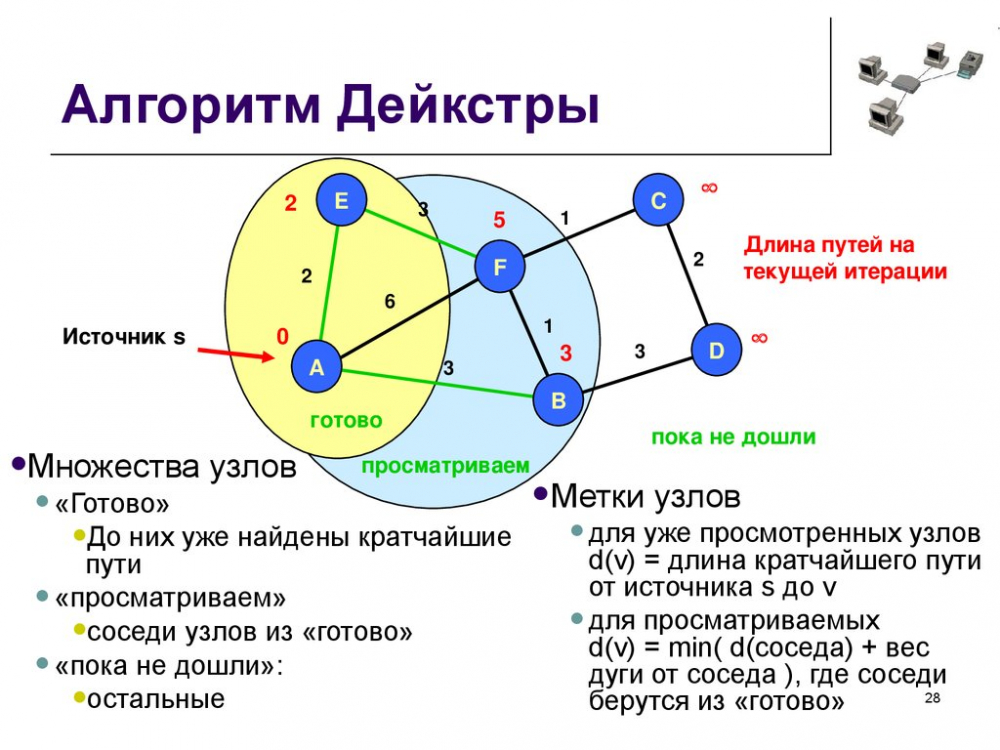 Алгоритм Дейкстры
2
E
3
5
F
1
C
∞
Длина путей на
текущей итерации
2
2
6
Источник s
0
A
3
1
3
B
3
D
∞
готово
просматриваем
пока не дошли
Множества узлов
«Готово»
До них уже найдены кратчайшие
пути
«просматриваем»
соседи узлов из «готово»
«пока не дошли»:
остальные
Метки узлов
для уже просмотренных узлов
d(v) = длина кратчайшего пути
от источника s до v
для просматриваемых
d(v) = min( d(соседа) + вес
дуги от соседа ), где соседи
берутся из «готово»
28